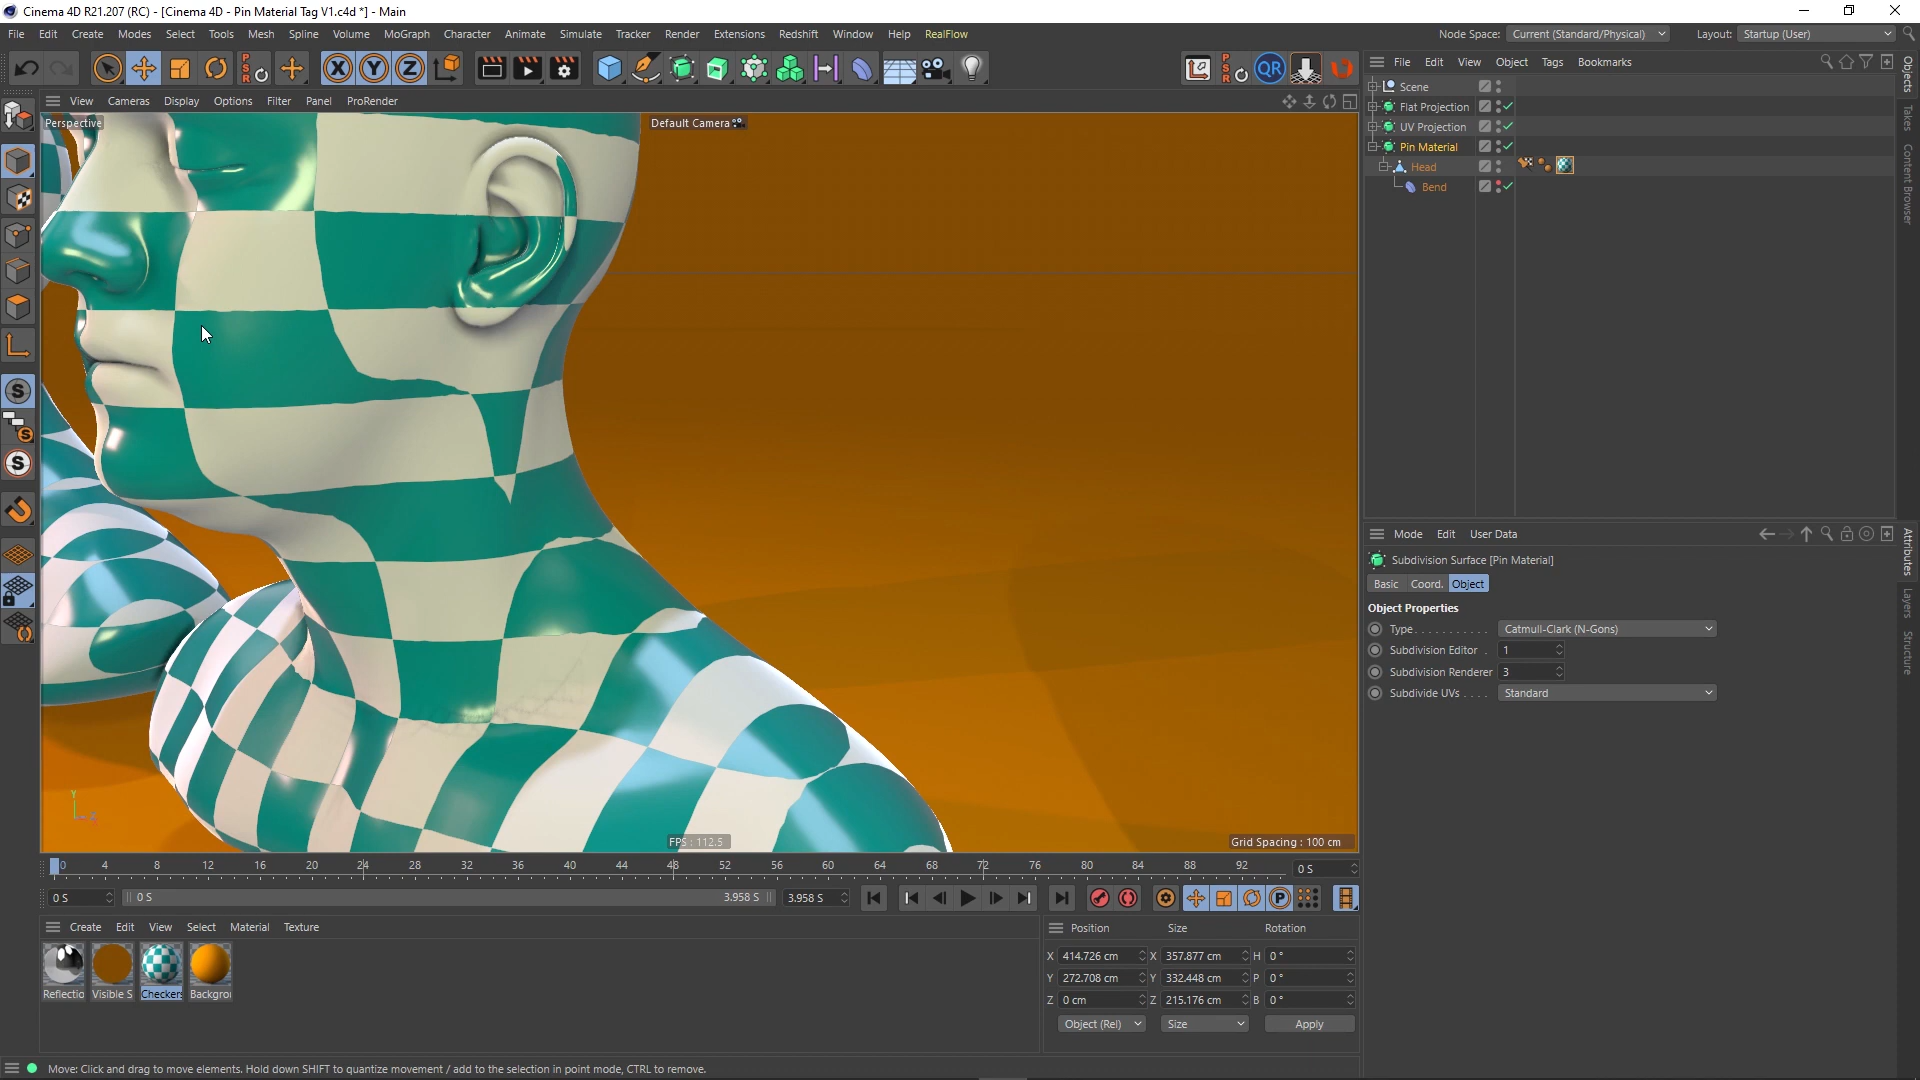 Cinema 4D R21.207 (RC) - [Cinema 4D - Pin Material Tag V1.c4d *] - Main
File Edit Create Modes Select Tools Mesh Spline Volume MoGraph Character Animate Simulate Tracker Render Extensions Redshift Window Help RealFlow
Node Space: Current (Standard/Physical) Layout: Startup (User)
PSR X Y Z PSR QR
File Edit View Object Tags Bookmarks
View Cameras Display Options Filter Panel ProRender
Perspective
Default Camera
Scene
Flat Projection
UV Projection
Pin Material
Head
Bend
Objects
Takes
Content Browser
Mode Edit User Data
Subdivision Surface [Pin Material]
Basic Coord. Object
Object Properties
Type Catmull-Clark (N-Gons)
Subdivision Editor 1
Subdivision Renderer 3
Subdivide UVs Standard
Attributes
Layers
Structure
Y
X
FPS : 112.5
Grid Spacing : 100 cm
0 4 8 12 16 20 24 28 32 36 40 44 48 52 56 60 64 68 72 76 80 84 88 92
0 S
0 S 0 S 3.958 S 3.958 S
Create Edit View Select Material Texture
Reflectio Visible S Checkers Backgrou
Position Size Rotation
X 414.726 cm X 357.877 cm H 0 °
Y 272.708 cm Y 332.448 cm P 0 °
Z 0 cm Z 215.176 cm B 0 °
Object (Rel) Size Apply
Move: Click and drag to move elements. Hold down SHIFT to quantize movement / add to the selection in point mode, CTRL to remove.